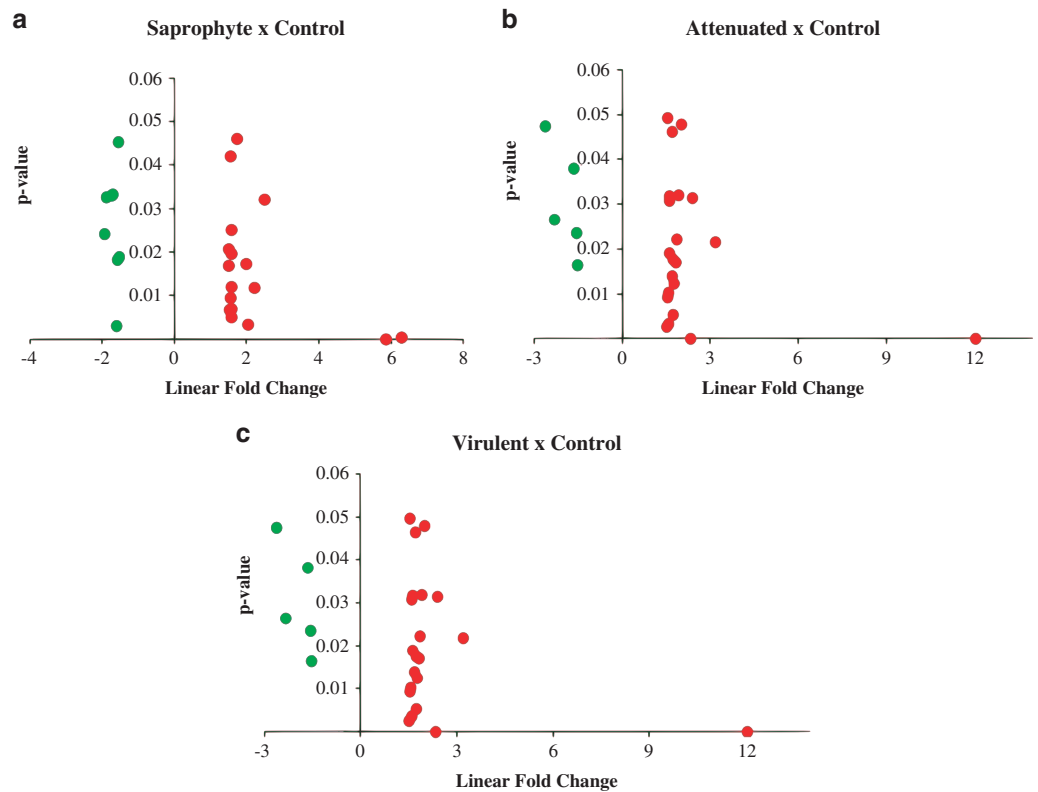 a
Saprophyte x Control
0.06
0.05
0.04
0.03
0.02
0.01
p-value
-4 -2 0 2 4 6 8
Linear Fold Change
b
Attenuated x Control
0.06
0.05
0.04
0.03
0.02
0.01
p-value
-3 0 3 6 9 12
Linear Fold Change
c
Virulent x Control
0.06
0.05
0.04
0.03
0.02
0.01
p-value
-3 0 3 6 9 12
Linear Fold Change